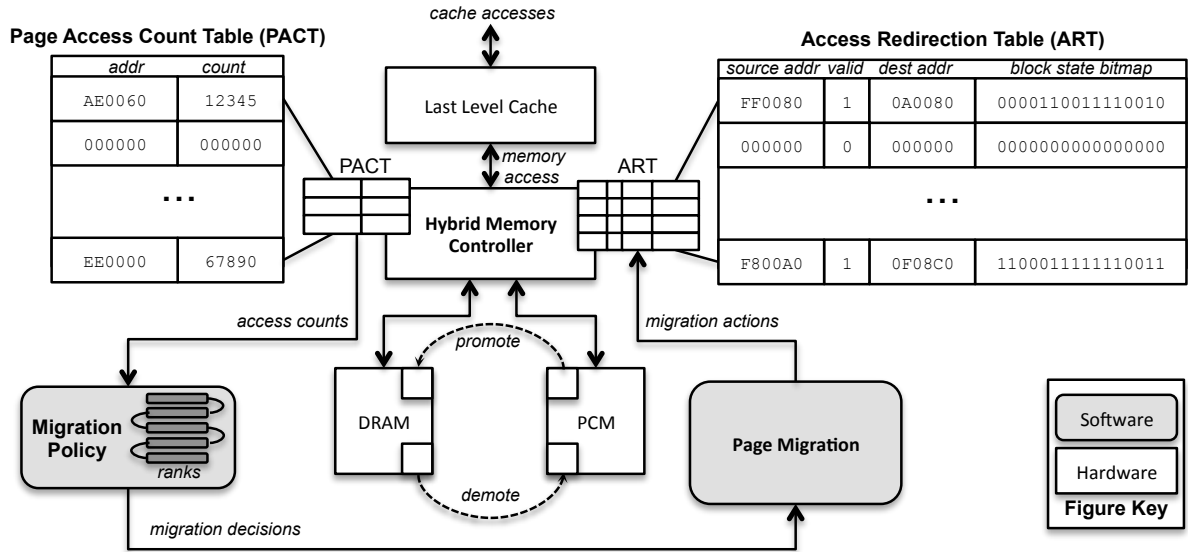 cache accesses
Page Access Count Table (PACT)
addr count
AE0060 12345
000000 000000
...
EE0000 67890
Last Level Cache
memory
access
PACT
ART
Hybrid Memory
Controller
Access Redirection Table (ART)
source addr valid dest addr block state bitmap
FF0080 1 0A0080 0000110011110010
000000 0 000000 0000000000000000
...
F800A0 1 0F08C0 1100011111110011
access counts
migration actions
promote
DRAM
PCM
demote
Migration
Policy
ranks
Page Migration
migration decisions
Software
Hardware
Figure Key